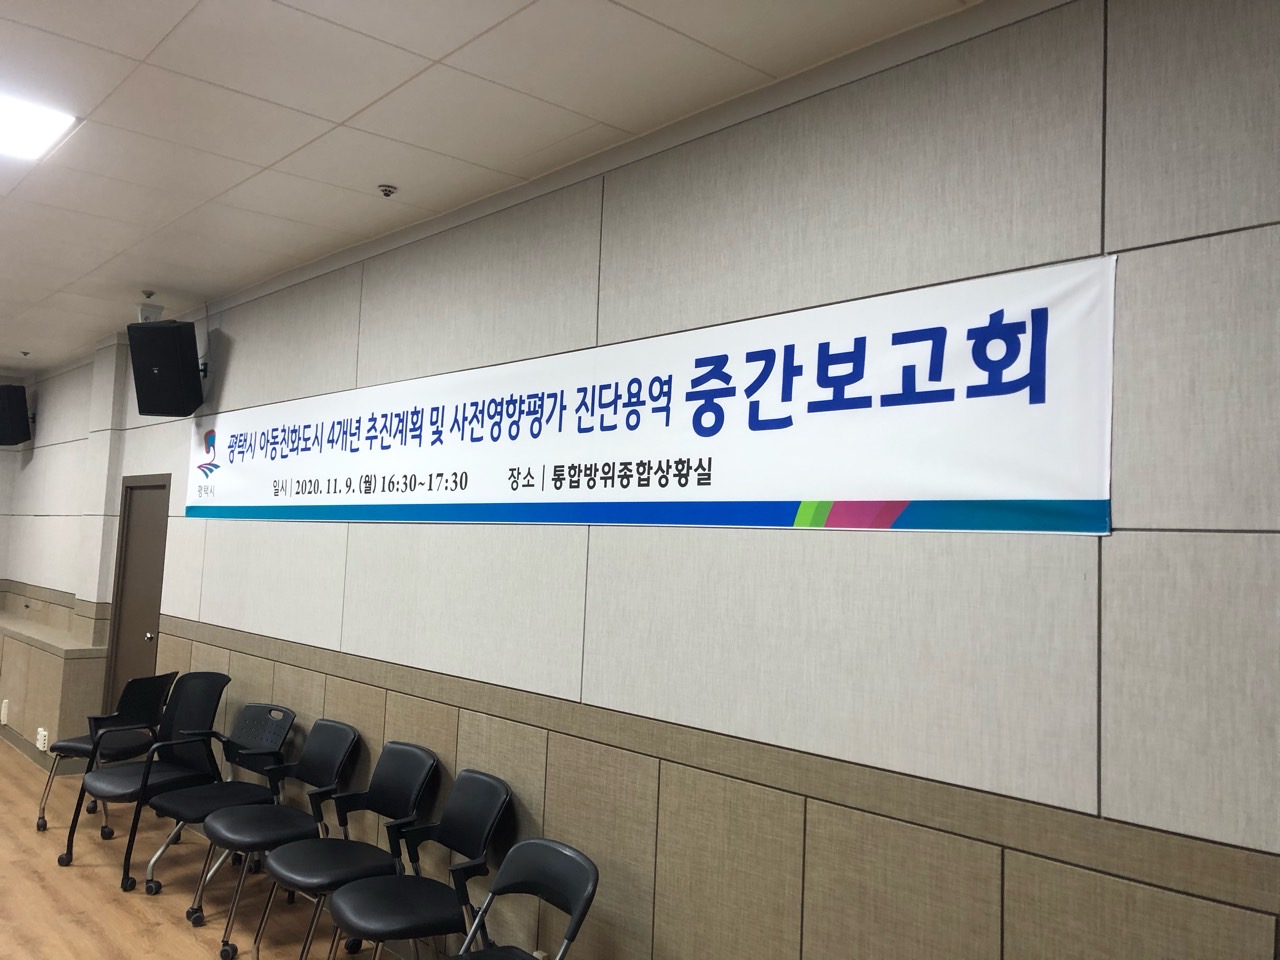 평택시 아동친화도시 4개년 추진계획 및 사전영향평가 진단용역 중간보고회
평택시
일시 | 2020. 11. 9. (월) 16:30~17:30 장소 | 통합방위종합상황실